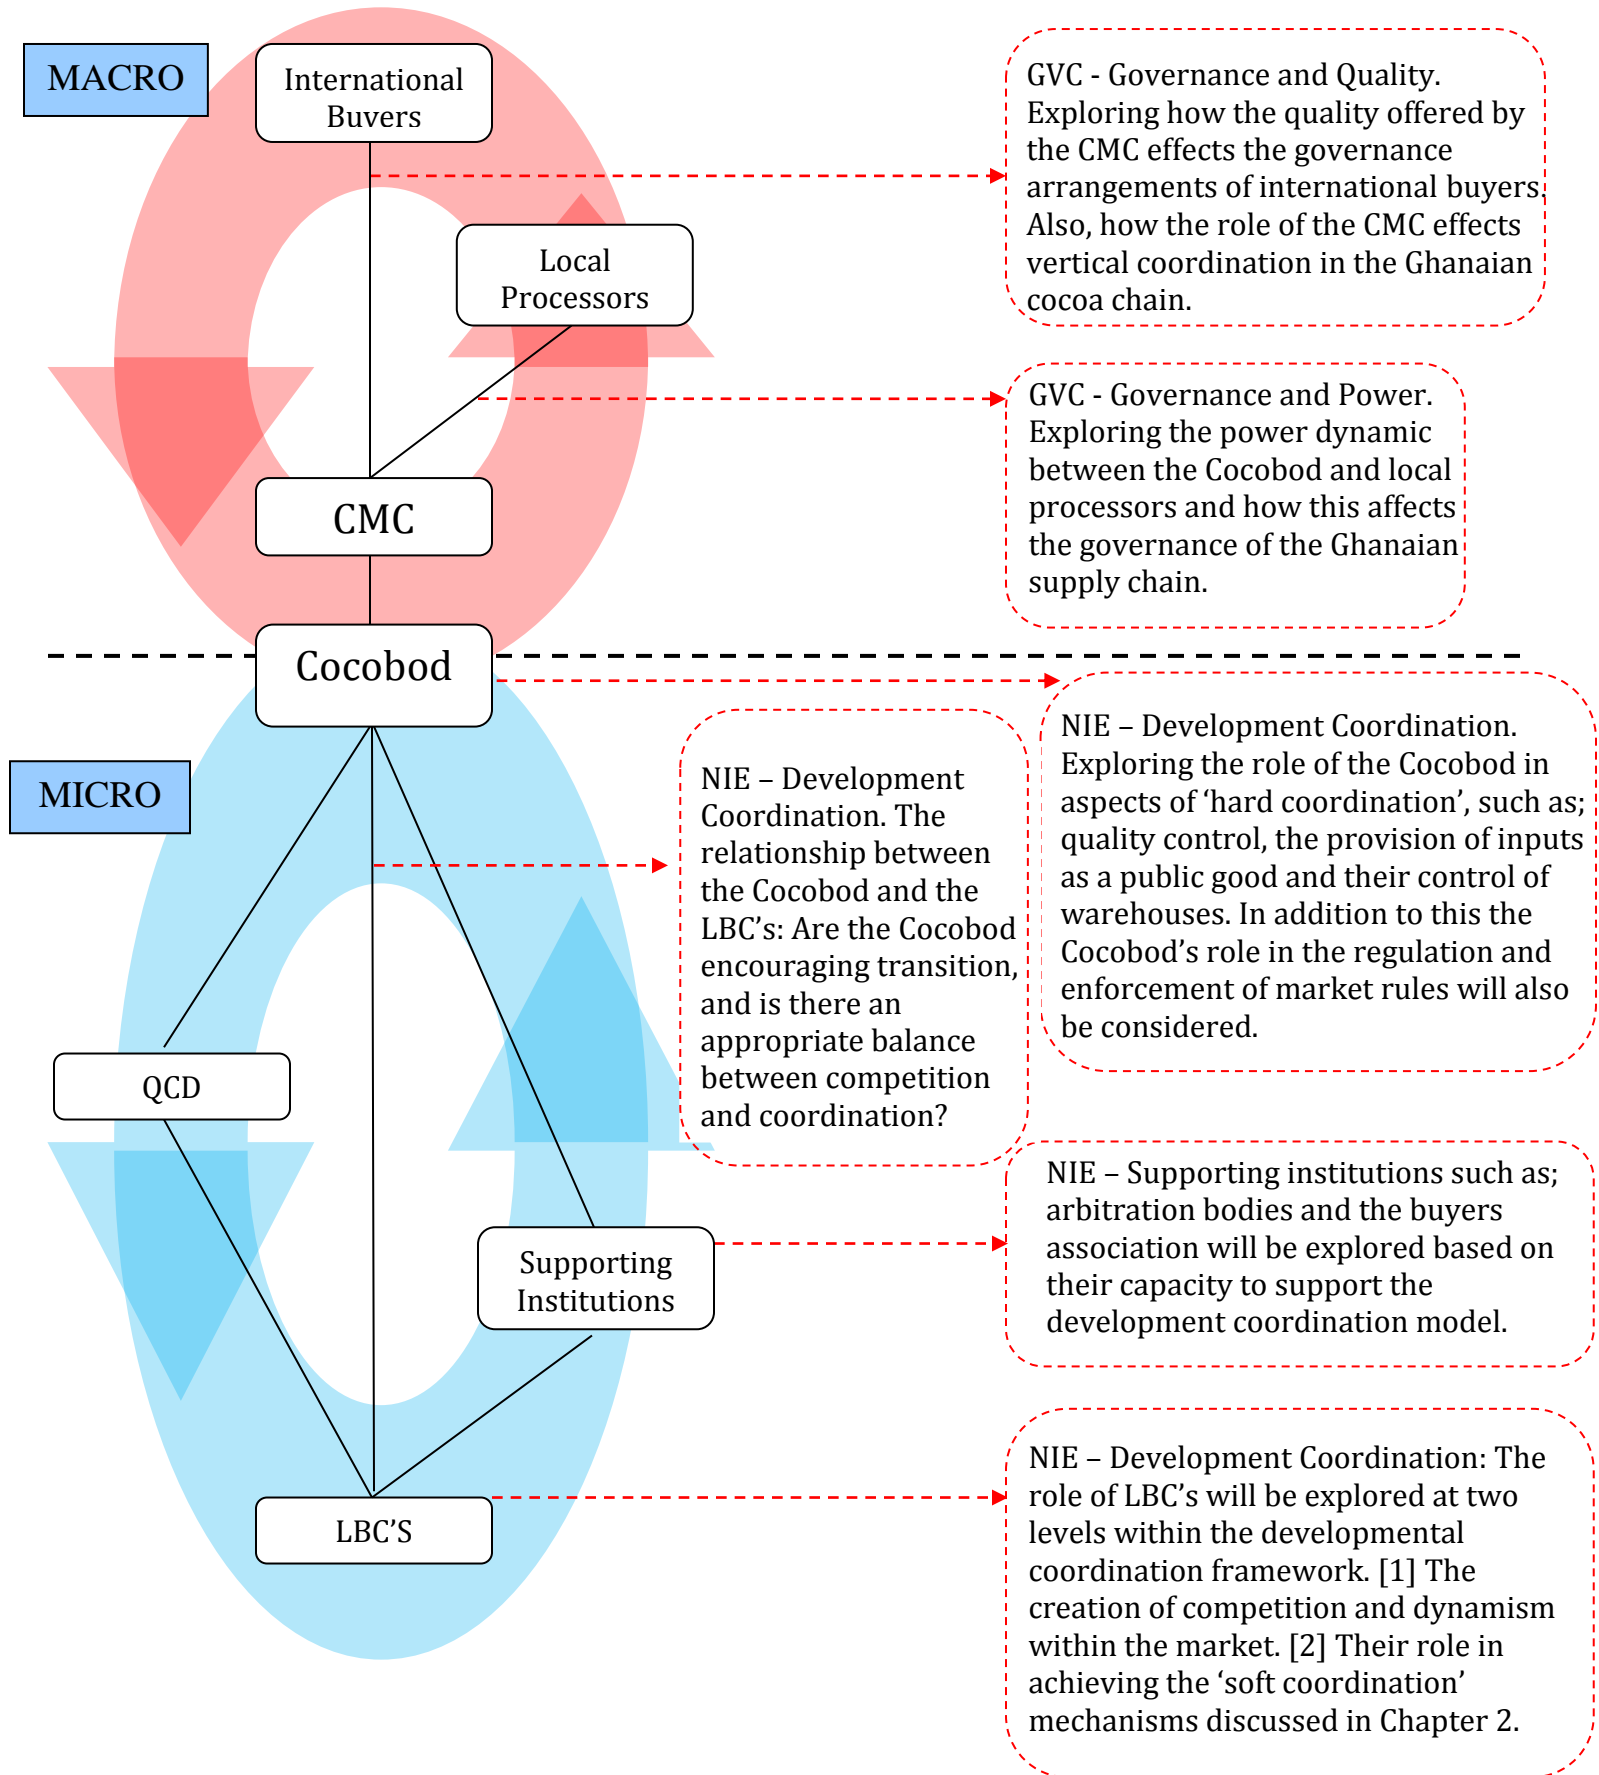 MACRO
International
Buyers
GVC - Governance and Quality.
Exploring how the quality offered by
the CMC effects the governance
arrangements of international buyers.
Also, how the role of the CMC effects
vertical coordination in the Ghanaian
cocoa chain.
Local
Processors
GVC - Governance and Power.
Exploring the power dynamic
between the Cocobod and local
processors and how this affects
the governance of the Ghanaian
supply chain.
CMC
Cocobod
MICRO
NIE – Development
Coordination. The
relationship between
the Cocobod and the
LBC's: Are the Cocobod
encouraging transition,
and is there an
appropriate balance
between competition
and coordination?
NIE – Development Coordination.
Exploring the role of the Cocobod in
aspects of ‘hard coordination’, such as;
quality control, the provision of inputs
as a public good and their control of
warehouses. In addition to this the
Cocobod’s role in the regulation and
enforcement of market rules will also
be considered.
QCD
Supporting
Institutions
NIE – Supporting institutions such as;
arbitration bodies and the buyers
association will be explored based on
their capacity to support the
development coordination model.
LBC’S
NIE – Development Coordination: The
role of LBC’s will be explored at two
levels within the developmental
coordination framework. [1] The
creation of competition and dynamism
within the market. [2] Their role in
achieving the ‘soft coordination’
mechanisms discussed in Chapter 2.